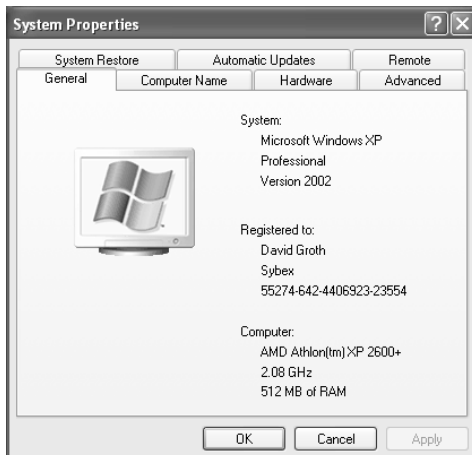 System Properties
System Restore
Automatic Updates
Remote
General
Computer Name
Hardware
Advanced
System:
Microsoft Windows XP
Professional
Version 2002
Registered to:
David Groth
Sybex
55274-642-4406923-23554
Computer:
AMD Athlon(tm) XP 2600+
2.08 GHz
512 MB of RAM
OK
Cancel
Apply